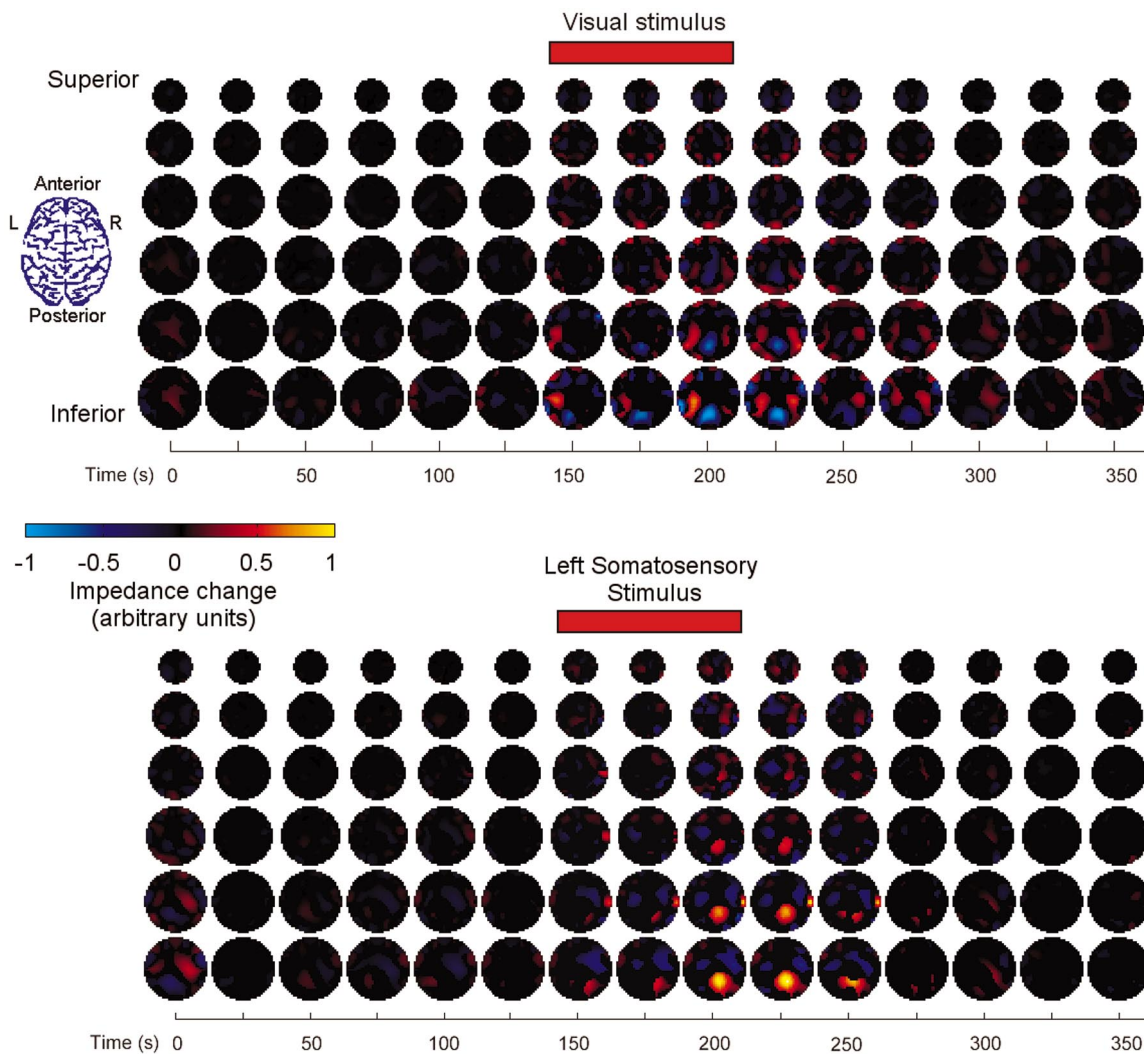 Visual stimulus
Superior
Anterior
L R
Posterior
Inferior
Time (s) 0 50 100 150 200 250 300 350
-1 -0.5 0 0.5 1
Impedance change
(arbitrary units)
Left Somatosensory
Stimulus
Time (s) 0 50 100 150 200 250 300 350